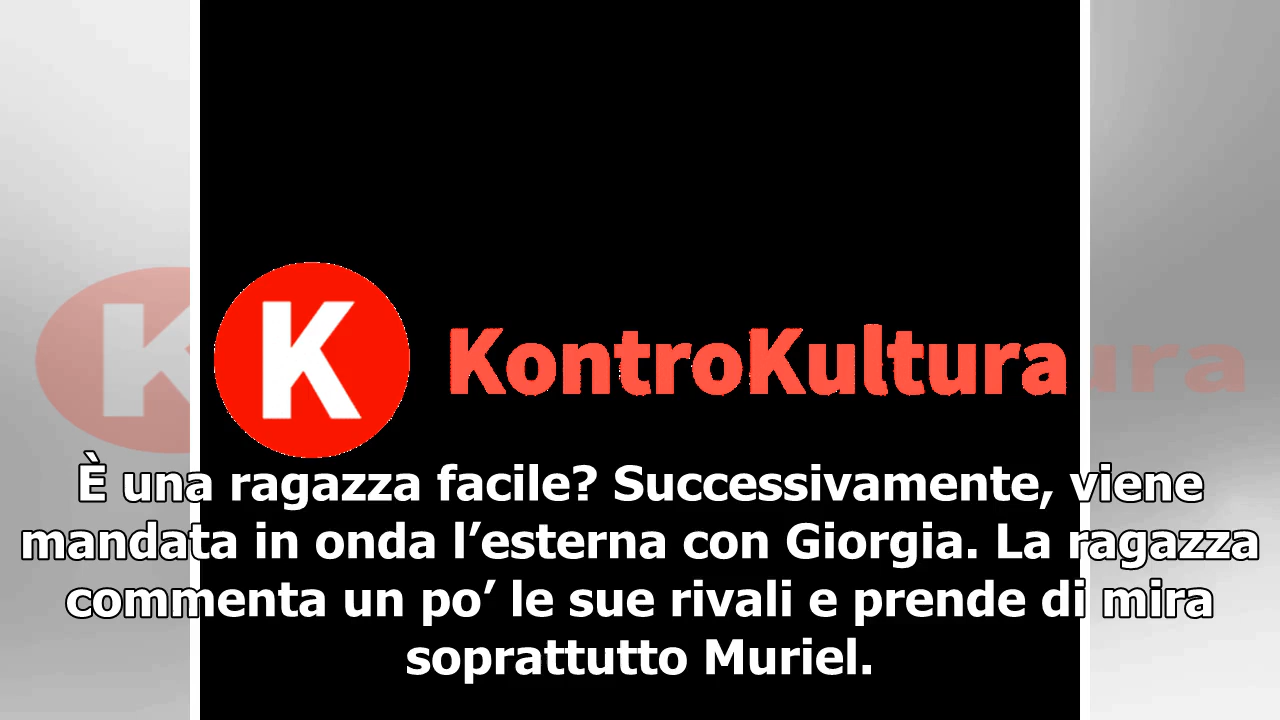 K KontroKultura
È una ragazza facile? Successivamente, viene
mandata in onda l’esterna con Giorgia. La ragazza
commenta un po’ le sue rivali e prende di mira
soprattutto Muriel.